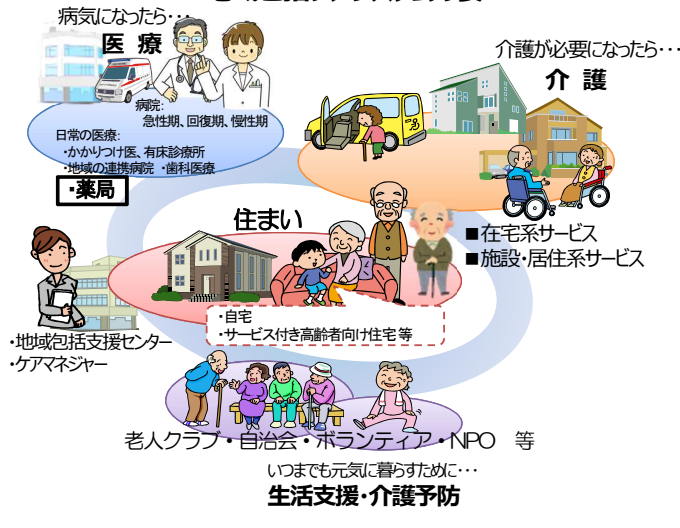 病気になったら･･･
医 療
病院:
急性期、回復期、慢性期
日常の医療:
・かかりつけ医、有床診療所
・地域の連携病院 ・歯科医療
・薬局
介護が必要になったら･･･
介 護
■在宅系サービス
■施設・居住系サービス
住まい
・自宅
・サービス付き高齢者向け住宅 等
・地域包括支援センター
・ケアマネジャー
老人クラブ・自治会・ボランティア・NPO 等
いつまでも元気に暮らすために･･･
生活支援・介護予防